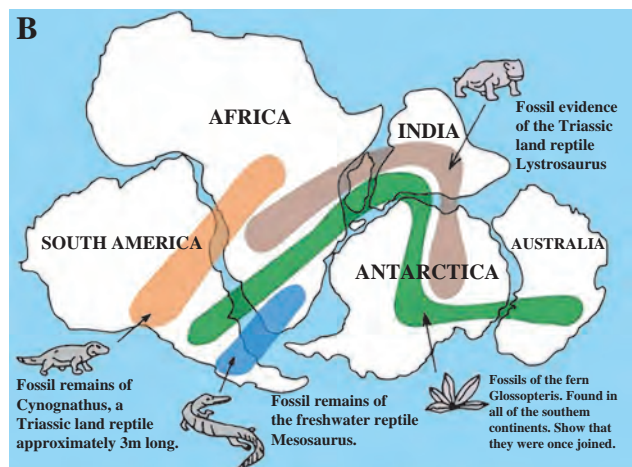 B
AFRICA
INDIA
Fossil evidence
of the Triassic
land reptile
Lystrosaurus
SOUTH AMERICA
ANTARCTICA
AUSTRALIA
Fossil remains of
Cynognathus, a
Triassic land reptile
approximately 3m long.
Fossil remains of
the freshwater reptile
Mesosaurus.
Fossils of the fern
Glossopteris. Found in
all of the southem
continents. Show that
they were once joined.